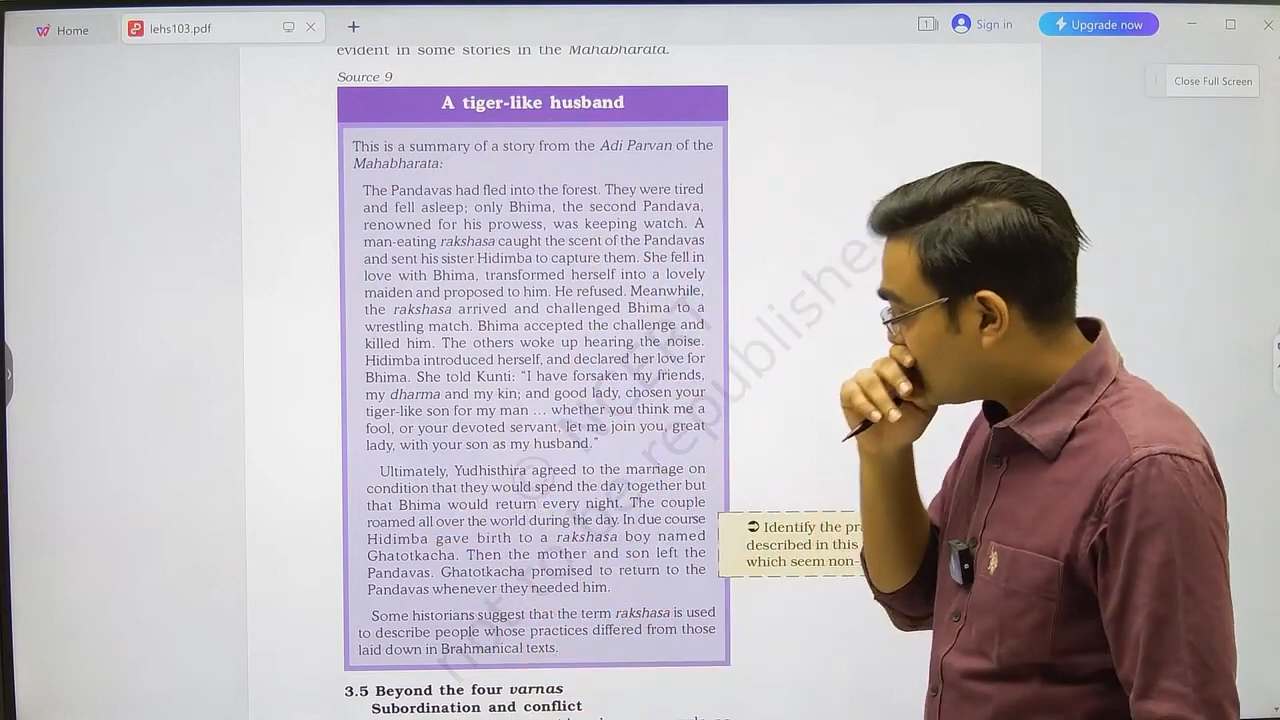 Home
lehs103.pdf
1
Sign in
Upgrade now
Close Full Screen
evident in some stories in the Mahabharata.
Source 9
A tiger-like husband
This is a summary of a story from the Adi Parvan of the
Mahabharata:
The Pandavas had fled into the forest. They were tired
and fell asleep; only Bhima, the second Pandava,
renowned for his prowess, was keeping watch. A
man-eating rakshasa caught the scent of the Pandavas
and sent his sister Hidimba to capture them. She fell in
love with Bhima, transformed herself into a lovely
maiden and proposed to him. He refused. Meanwhile,
the rakshasa arrived and challenged Bhima to a
wrestling match. Bhima accepted the challenge and
killed him. The others woke up hearing the noise.
Hidimba introduced herself, and declared her love for
Bhima. She told Kunti: “I have forsaken my friends,
my dharma and my kin; and good lady, chosen your
tiger-like son for my man ... whether you think me a
fool, or your devoted servant, let me join you, great
lady, with your son as my husband.”
Ultimately, Yudhisthira agreed to the marriage on
condition that they would spend the day together but
that Bhima would return every night. The couple
roamed all over the world during the day. In due course
Hidimba gave birth to a rakshasa boy named
Ghatotkacha. Then the mother and son left the
Pandavas. Ghatotkacha promised to return to the
Pandavas whenever they needed him.
Some historians suggest that the term rakshasa is used
to describe people whose practices differed from those
laid down in Brahmanical texts.
➲ Identify the
described in this
which seem non-
3.5 Beyond the four varnas
Subordination and conflict
republished